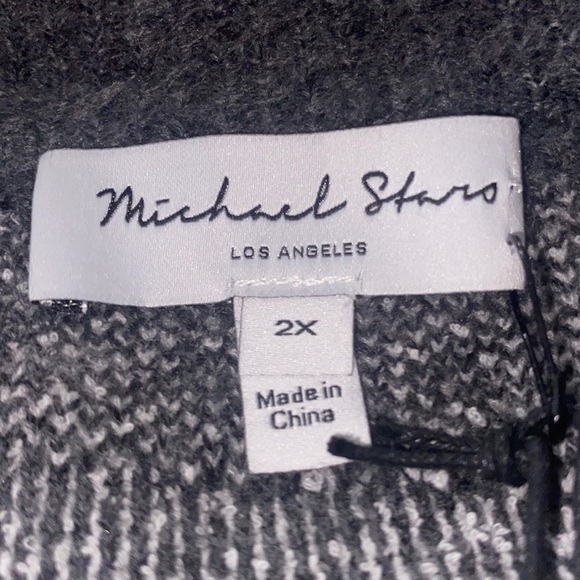 Michael Stars
LOS ANGELES
2X
Made in
China